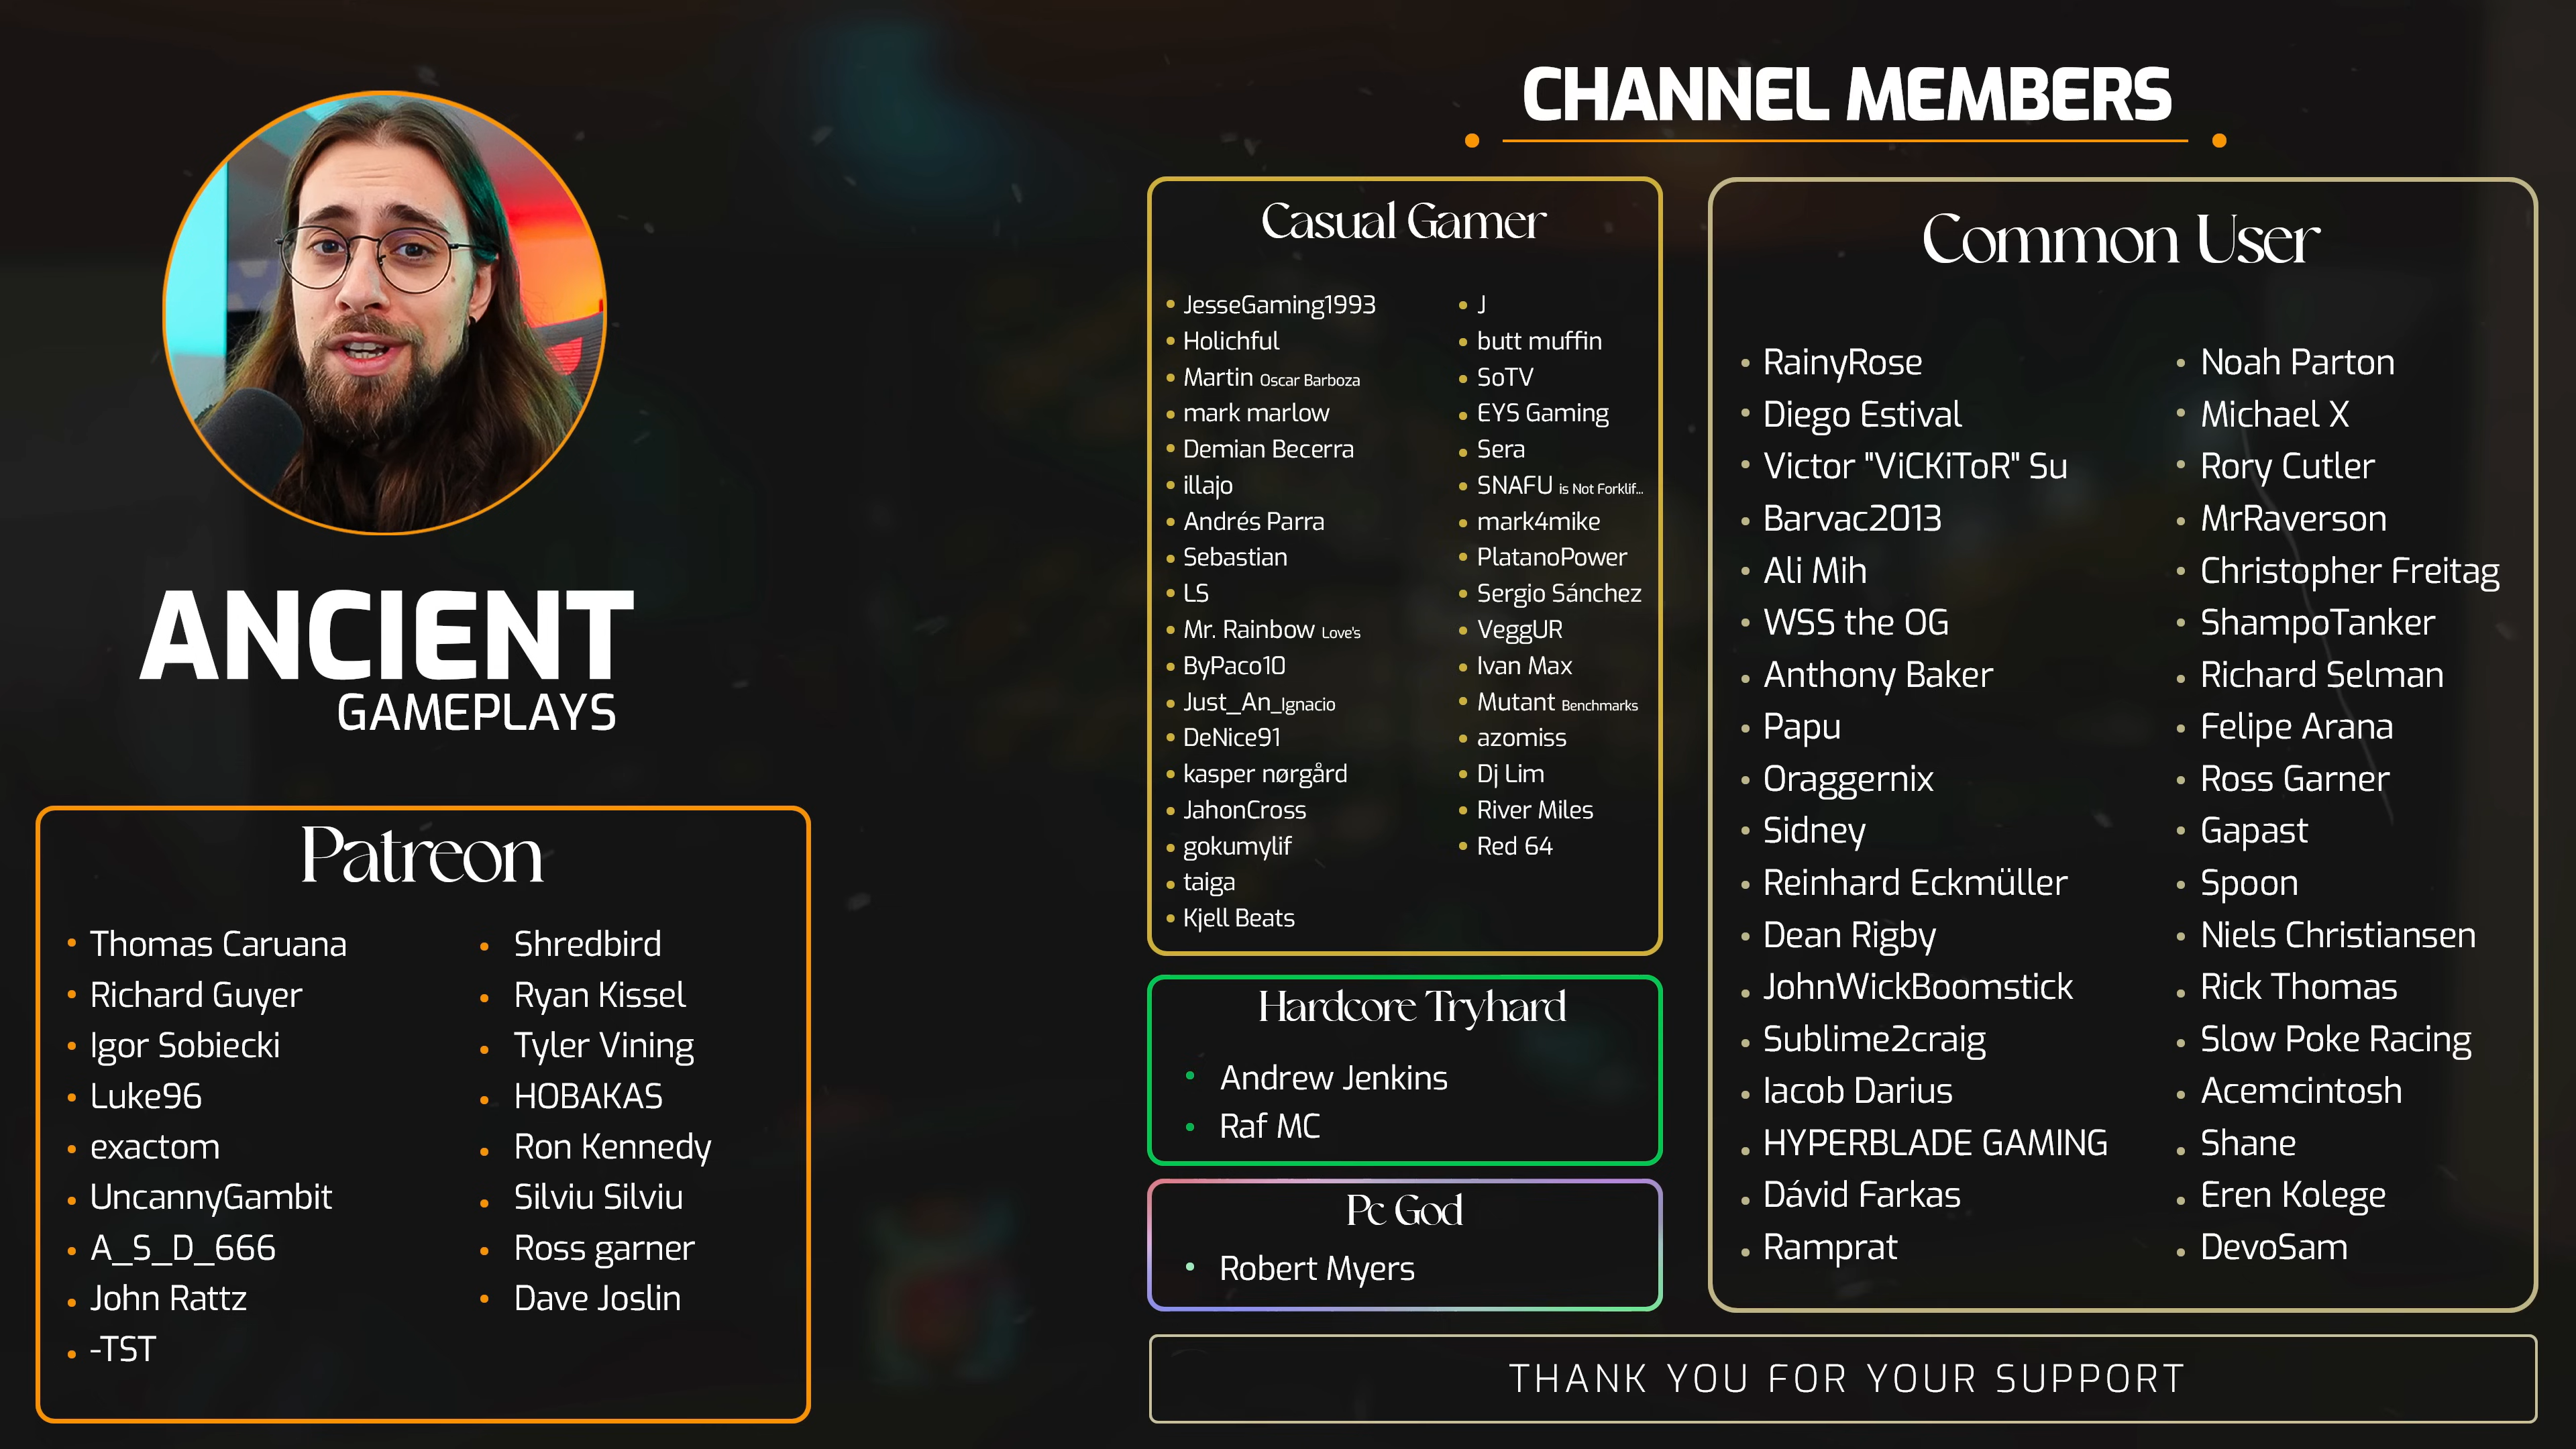 ANCIENT
GAMEPLAYS
Patreon
Thomas Caruana
Richard Guyer
Igor Sobiecki
Luke96
exactom
UncannyGambit
A_S_D_666
John Rattz
-TST
Shredbird
Ryan Kissel
Tyler Vining
HOBAKAS
Ron Kennedy
Silviu Silviu
Ross garner
Dave Joslin
CHANNEL MEMBERS
Casual Gamer
JesseGaming1993
Holichful
Martin Oscar Barboza
mark marlow
Demian Becerra
illajo
Andrés Parra
Sebastian
LS
Mr. Rainbow Love's
ByPaco10
Just_An_Ignacio
DeNice91
kasper nørgård
JahonCross
gokumylif
taiga
Kjell Beats
J
butt muffin
SoTV
EYS Gaming
Sera
SNAFU is Not Forklif...
mark4mike
PlatanoPower
Sergio Sánchez
VeggUR
Ivan Max
Mutant Benchmarks
azomiss
Dj Lim
River Miles
Red 64
Hardcore Tryhard
Andrew Jenkins
Raf MC
Pc God
Robert Myers
Common User
RainyRose
Diego Estival
Victor "ViCKiToR" Su
Barvac2013
Ali Mih
WSS the OG
Anthony Baker
Papu
Oraggernix
Sidney
Reinhard Eckmüller
Dean Rigby
JohnWickBoomstick
Sublime2craig
Iacob Darius
HYPERBLADE GAMING
Dávid Farkas
Ramprat
Noah Parton
Michael X
Rory Cutler
MrRaverson
Christopher Freitag
ShampoTanker
Richard Selman
Felipe Arana
Ross Garner
Gapast
Spoon
Niels Christiansen
Rick Thomas
Slow Poke Racing
Acemcintosh
Shane
Eren Kolege
DevoSam
THANK YOU FOR YOUR SUPPORT